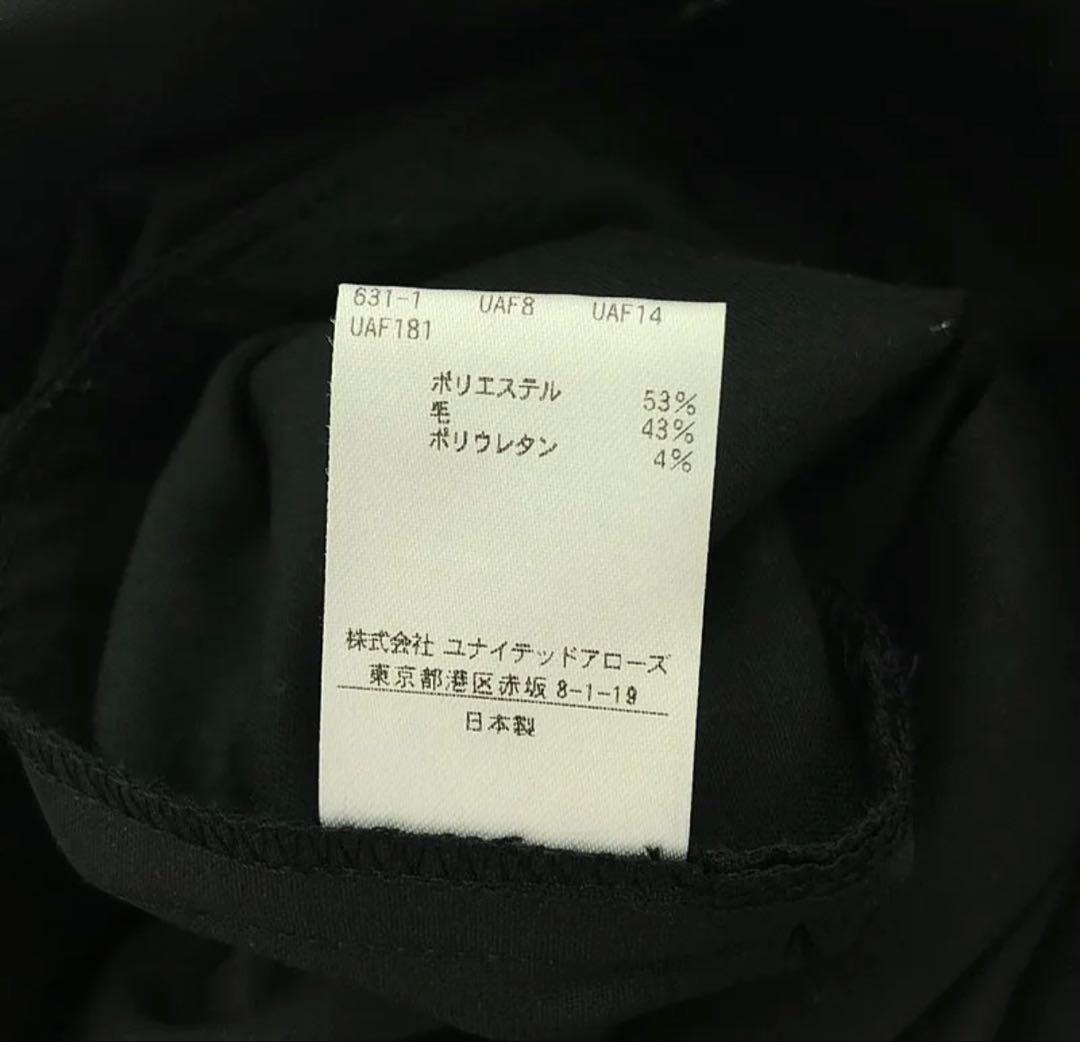 631-1 UAF8 UAF14
UAF181
ポリエステル 53%
毛 43%
ポリウレタン 4%
株式会社 ユナイテッドアローズ
東京都港区赤坂 8-1-19
日本製